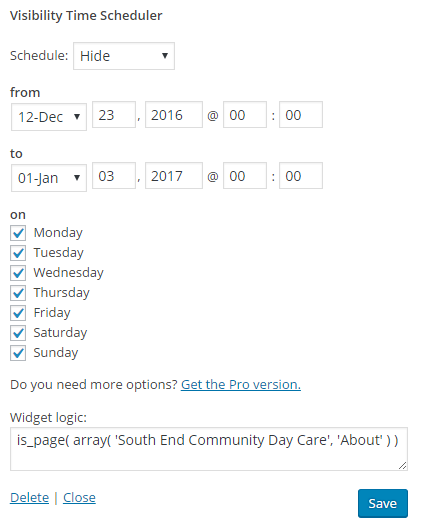 Visibility Time Scheduler
Schedule: Hide
from
12-Dec 23 , 2016 @ 00 : 00
to
01-Jan 03 , 2017 @ 00 : 00
on
Monday
Tuesday
Wednesday
Thursday
Friday
Saturday
Sunday
Do you need more options? Get the Pro version.
Widget logic:
is_page( array( 'South End Community Day Care', 'About' ) )
Delete | Close Save